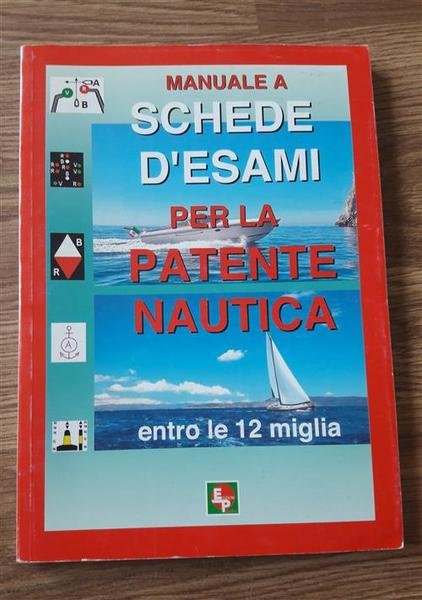 MANUALE A
SCHEDE
D'ESAMI
PER LA
PATENTE
NAUTICA
entro le 12 miglia
A
V R
B
B
R
A
E
P